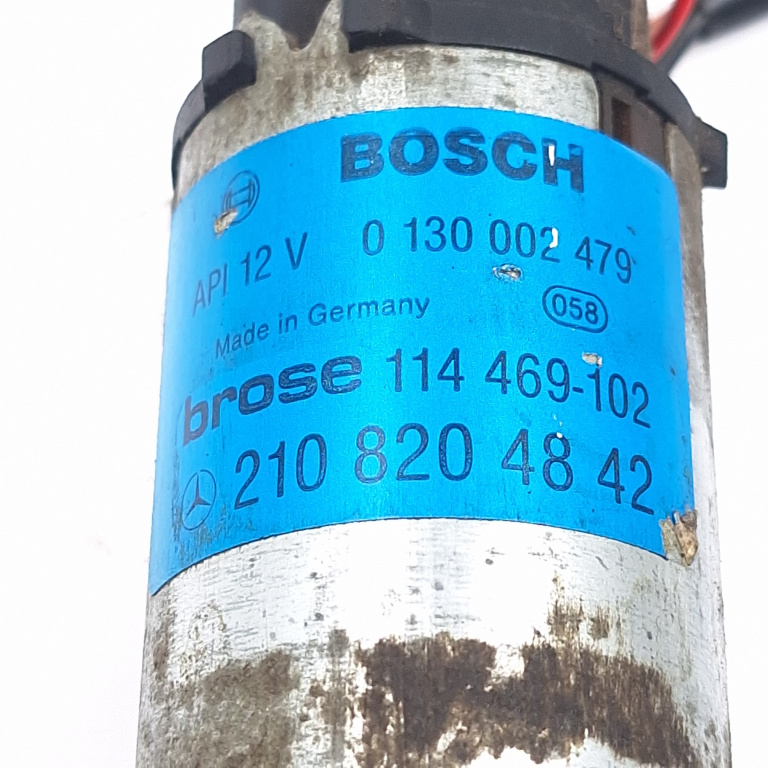 BOSCH
API 12 V 0 130 002 479
Made in Germany 058
brose 114 469-102
210 820 48 42